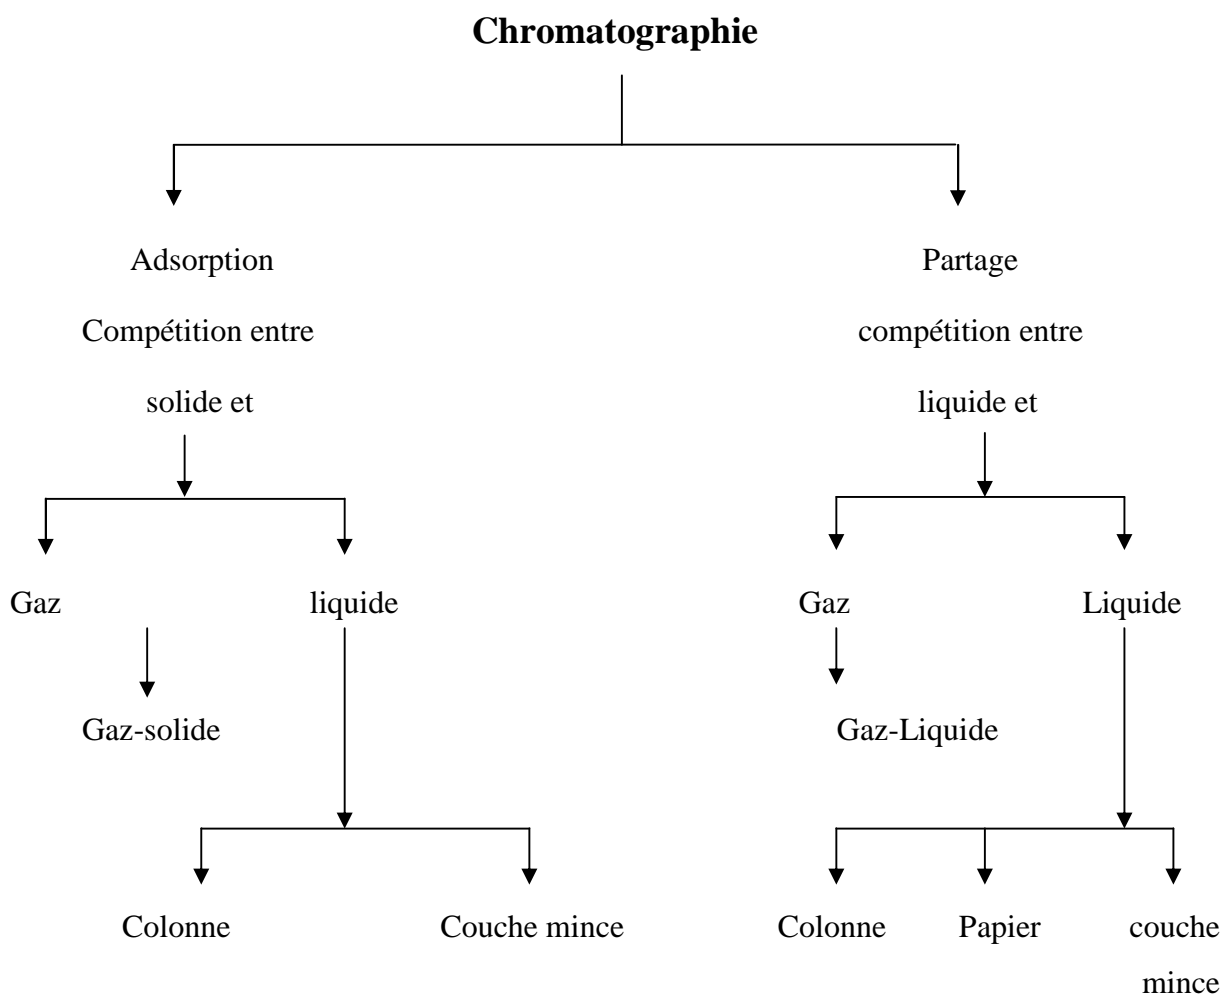 Chromatographie
Adsorption
Compétition entre
solide et
Partage
compétition entre
liquide et
Gaz
liquide
Gaz
Liquide
Gaz-solide
Gaz-Liquide
Colonne
Couche mince
Colonne
Papier
couche
mince